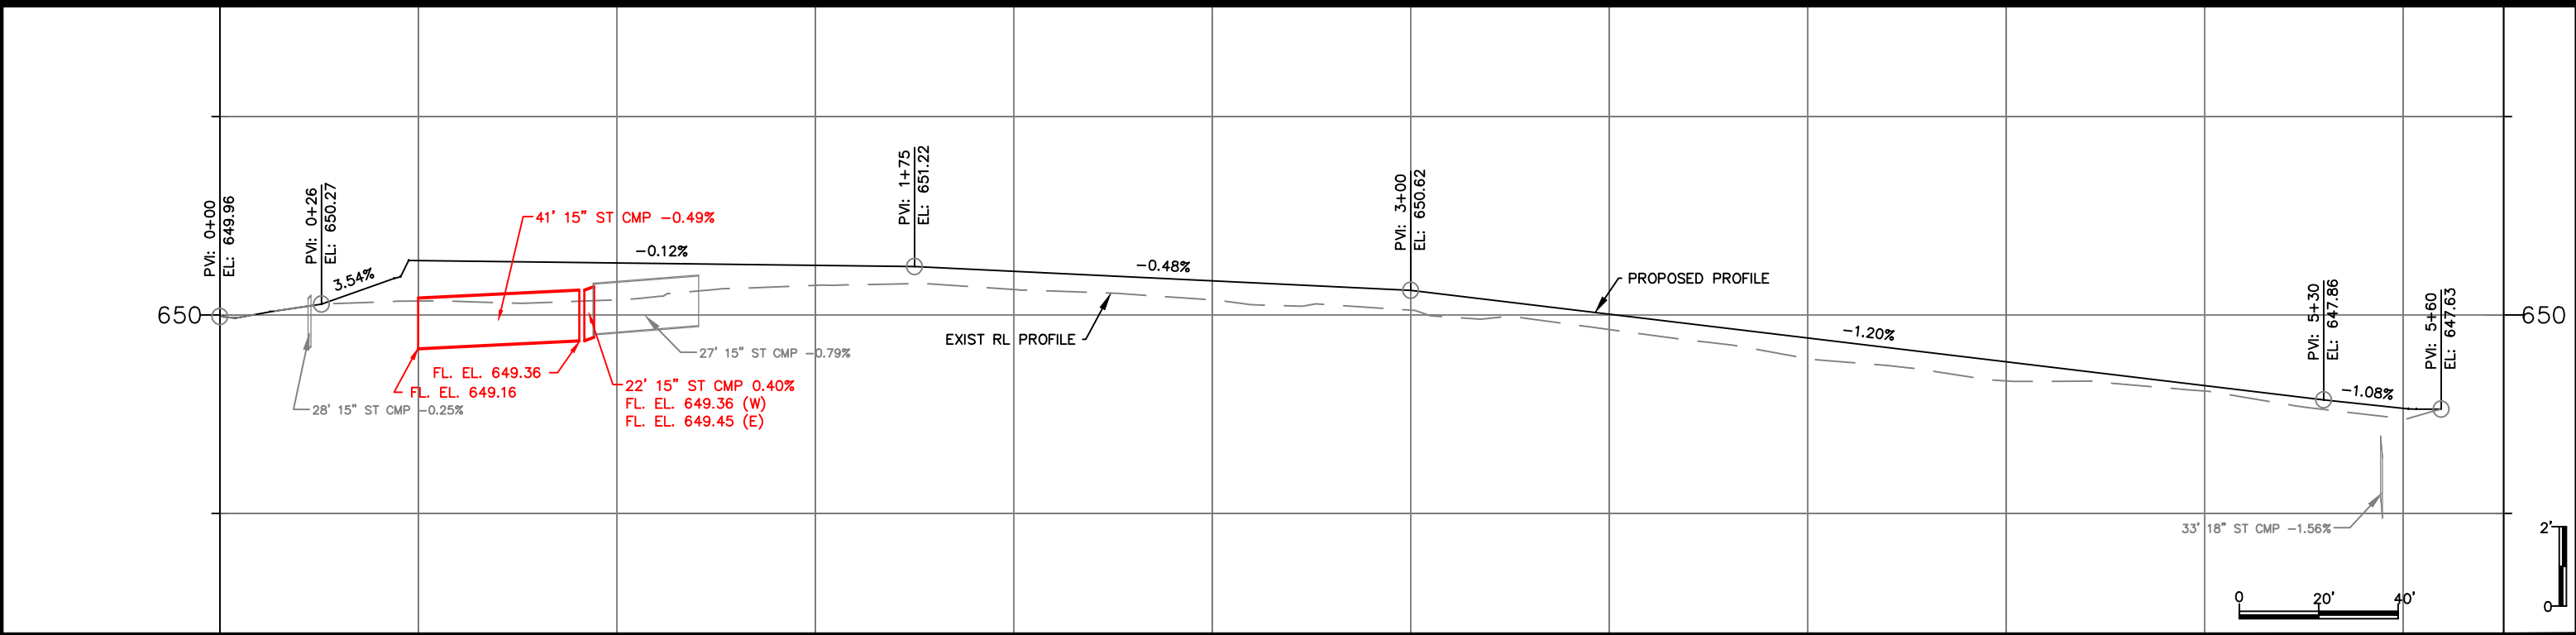 PVI: 0+00
EL: 649.96
PVI: 0+26
EL: 650.27
3.54%
41' 15" ST CMP -0.49%
-0.12%
PVI: 1+75
EL: 651.22
-0.48%
PVI: 3+00
EL: 650.62
PROPOSED PROFILE
-1.20%
PVI: 5+30
EL: 647.86
-1.08%
PVI: 5+60
EL: 647.63
650
650
EXIST RL PROFILE
27' 15" ST CMP -0.79%
FL. EL. 649.36
FL. EL. 649.16
28' 15" ST CMP -0.25%
22' 15" ST CMP 0.40%
FL. EL. 649.36 (W)
FL. EL. 649.45 (E)
33' 18" ST CMP -1.56%
2'
0
0
20'
40'